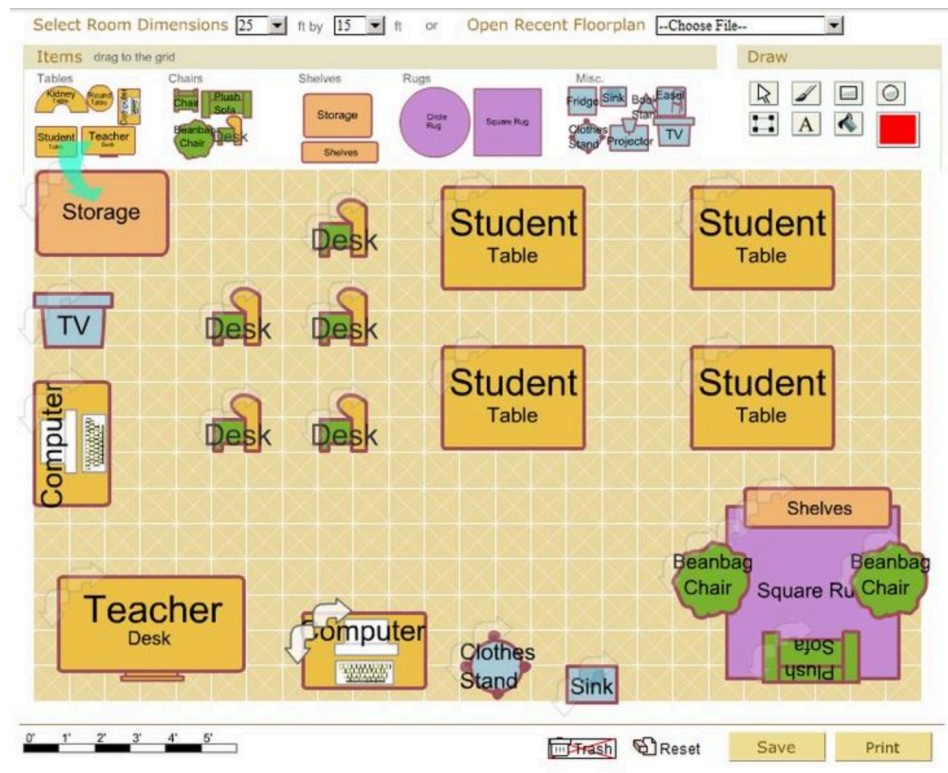 Select Room Dimensions 25 ft by 15 ft or Open Recent Floorplan --Choose File--
Items drag to the grid
Draw
Tables
Chairs
Shelves
Rugs
Misc.
Kidney
Table
Round
Table
Computer
Student
Table
Teacher
Desk
Chair
Plush
Sofa
Beanbag
Chair
Desk
Storage
Shelves
Circle
Rug
Square Rug
Fridge
Sink
Book
Stand
Easel
Clothes
Stand
Projector
TV
A
Storage
Desk
Student
Table
Student
Table
TV
Desk
Desk
Computer
Desk
Desk
Student
Table
Student
Table
Shelves
Beanbag
Chair
Square Ru
Beanbag
Chair
Plush
Sofa
Teacher
Desk
Computer
Clothes
Stand
Sink
0' 1' 2' 3' 4' 5'
Trash
Reset
Save
Print